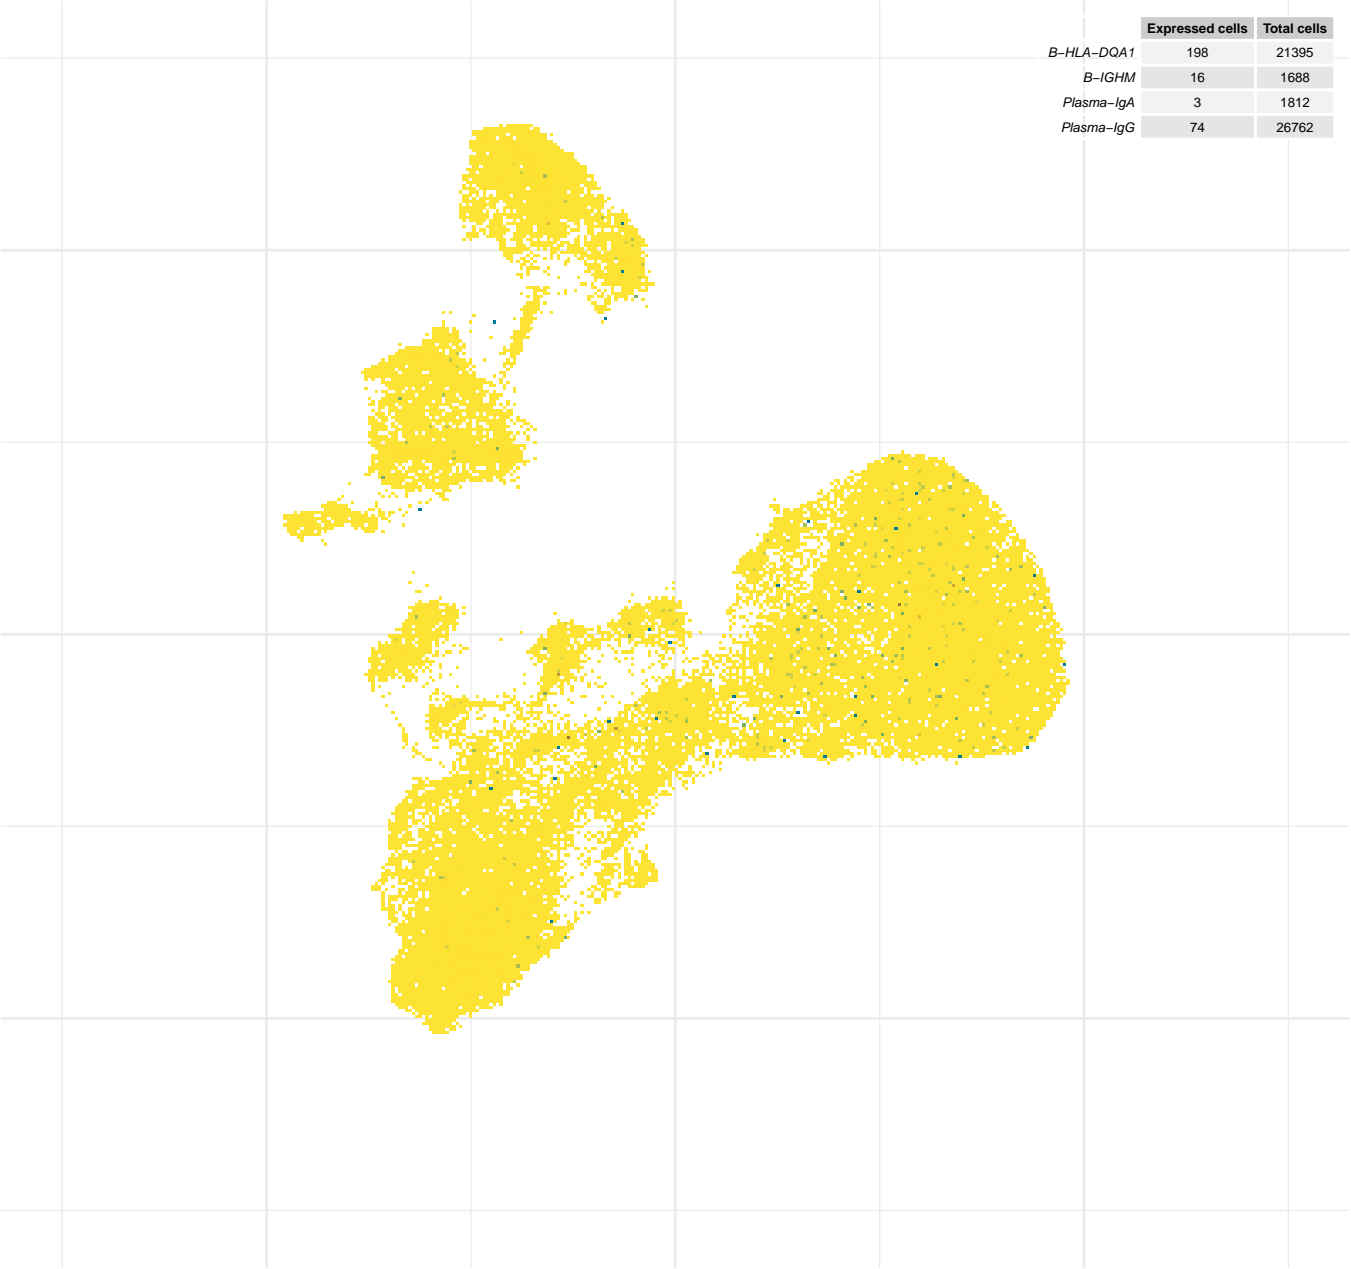 Expressed cells Total cells
B−HLA−DQA1 198 21395
B−IGHM 16 1688
Plasma−IgA 3 1812
Plasma−IgG 74 26762